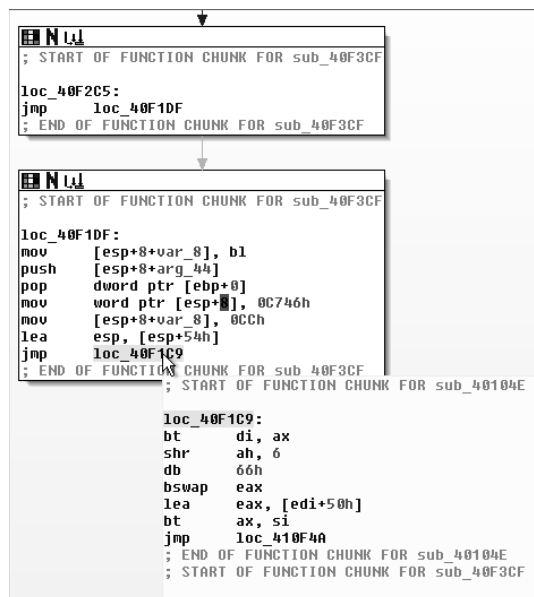 ; START OF FUNCTION CHUNK FOR sub_40F3CF
loc_40F2C5:
jmp loc_40F1DF
; END OF FUNCTION CHUNK FOR sub_40F3CF
; START OF FUNCTION CHUNK FOR sub_40F3CF
loc_40F1DF:
mov [esp+8+var_8], bl
push [esp+8+arg_44]
pop dword ptr [ebp+0]
mov word ptr [esp+8], 0C746h
mov [esp+8+var_8], 0CCh
lea esp, [esp+54h]
jmp loc_40F1C9
; END OF FUNCTION CHUNK FOR sub_40F3CF
; START OF FUNCTION CHUNK FOR sub_40104E
loc_40F1C9:
bt di, ax
shr ah, 6
db 66h
bswap eax
lea eax, [edi+50h]
bt ax, si
jmp loc_410F4A
; END OF FUNCTION CHUNK FOR sub_40104E
; START OF FUNCTION CHUNK FOR sub_40F3CF